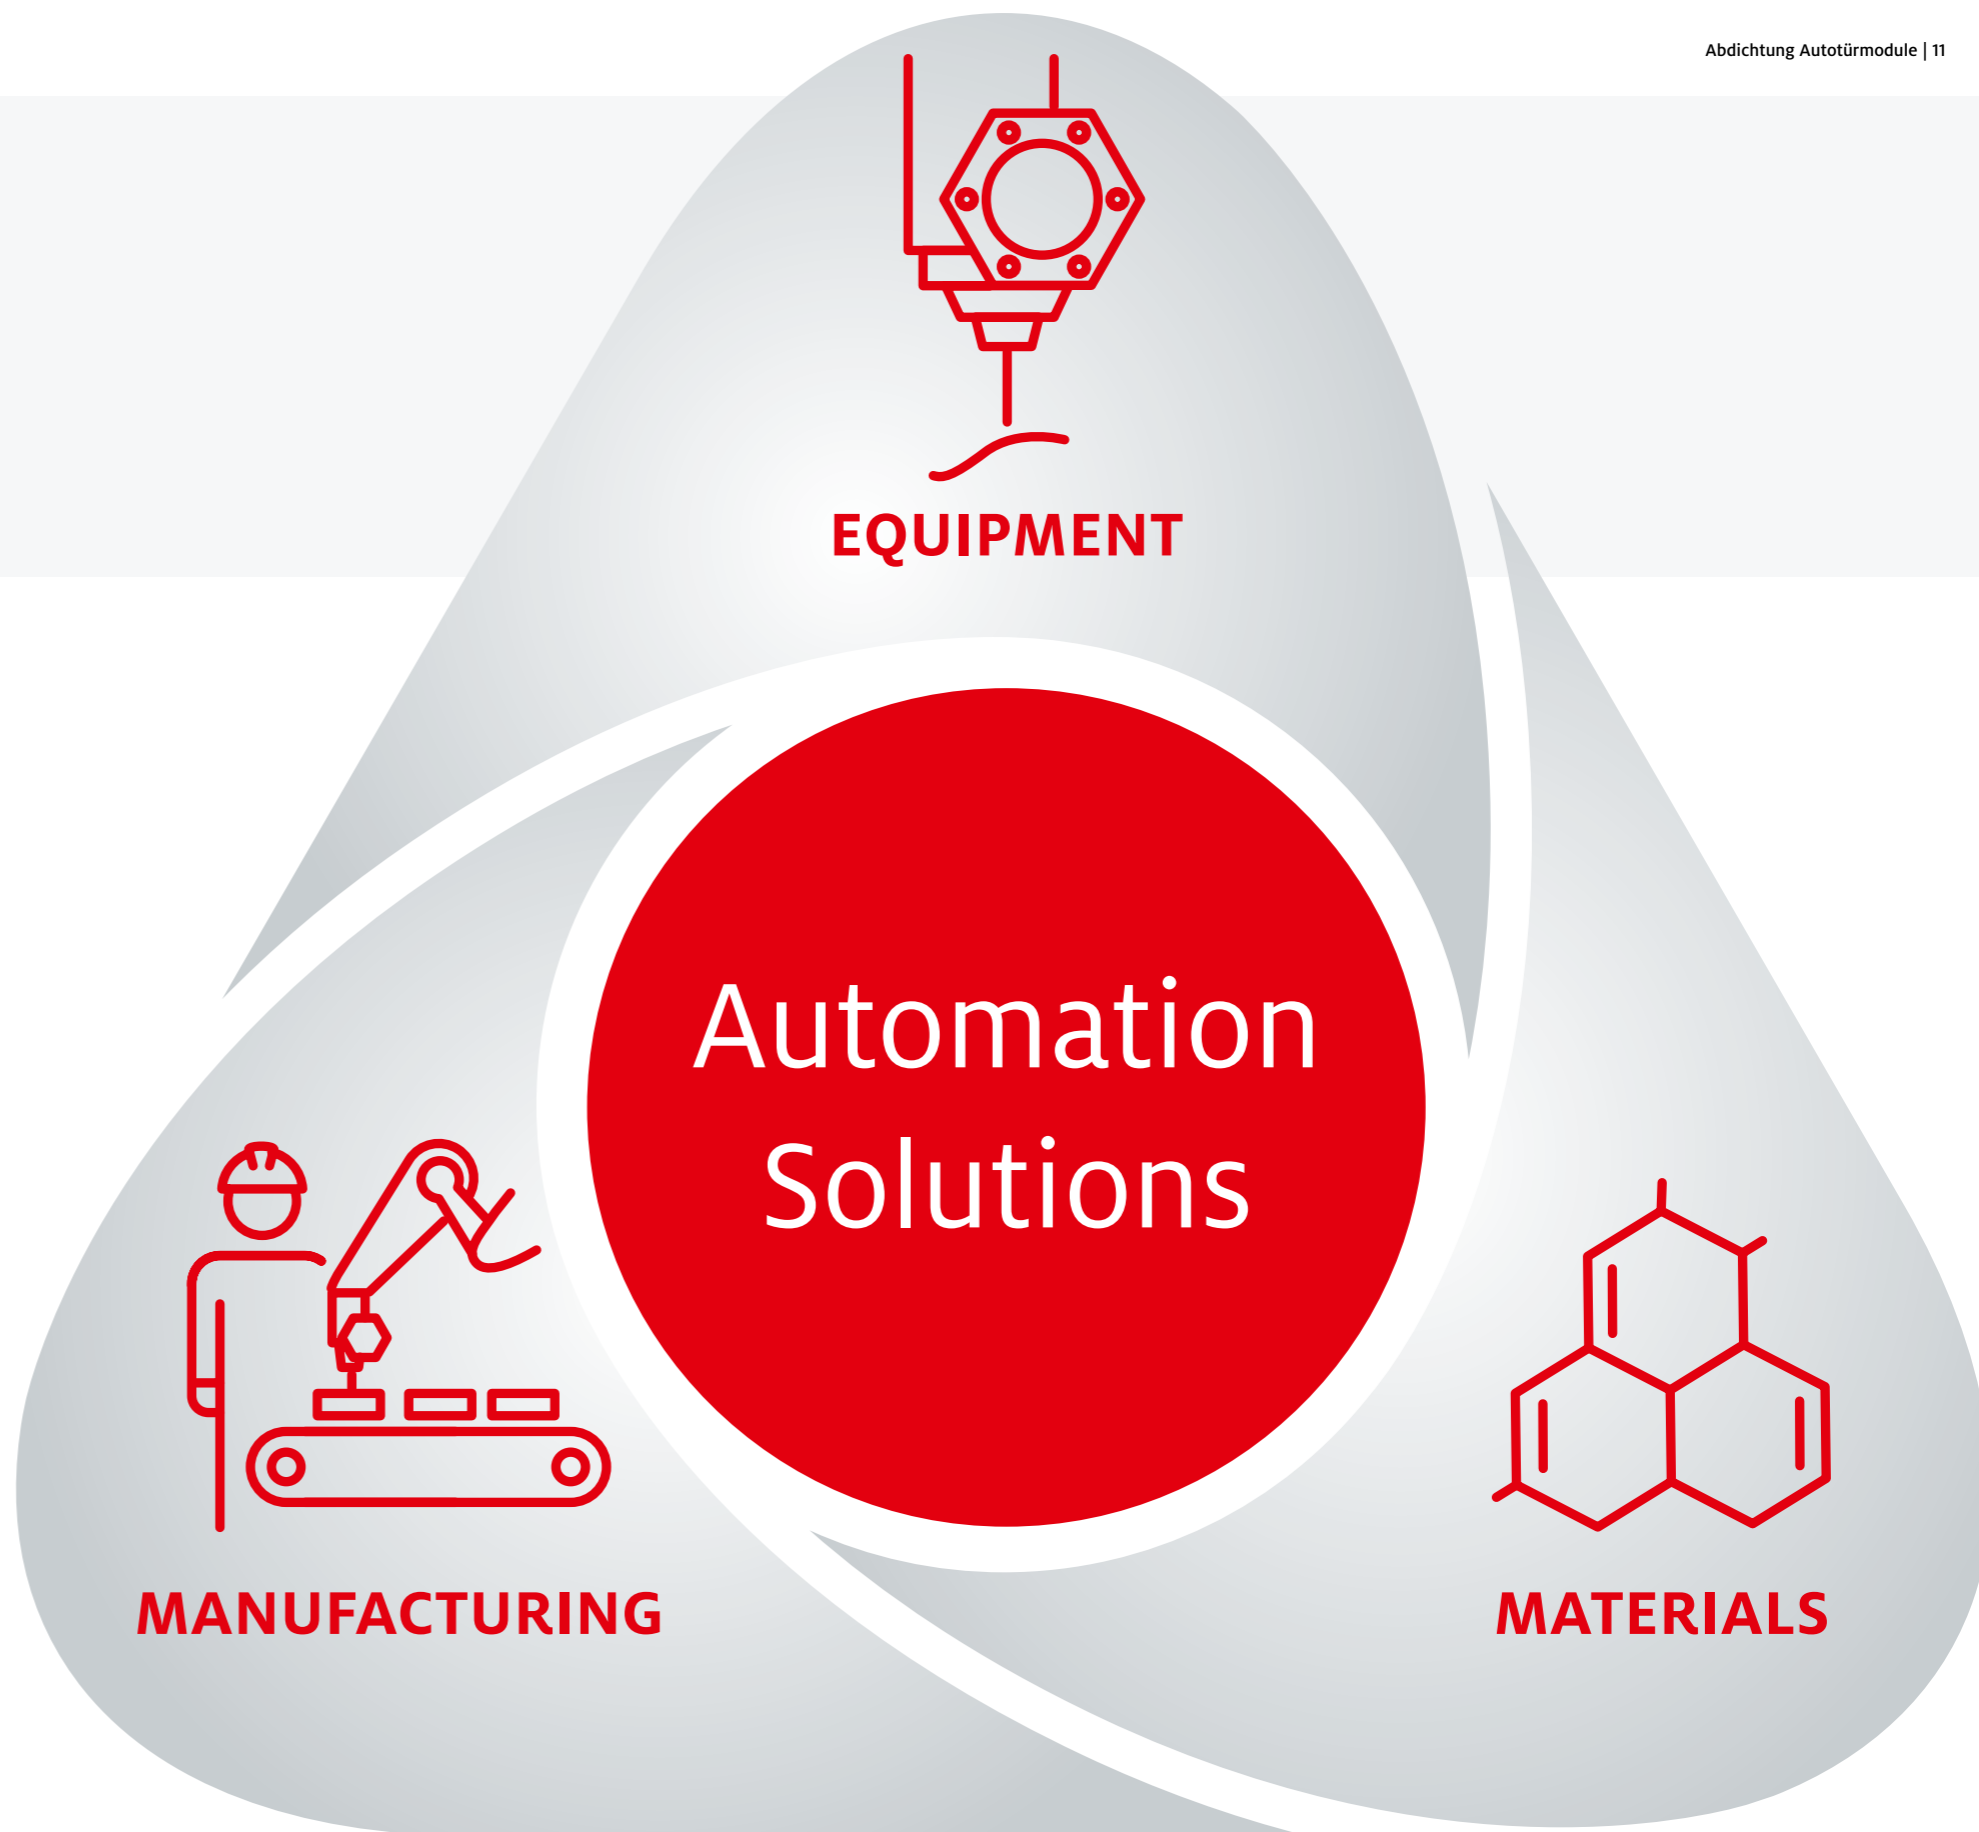 Abdichtung Autotürmodule | 11
EQUIPMENT
Automation
Solutions
MANUFACTURING
MATERIALS